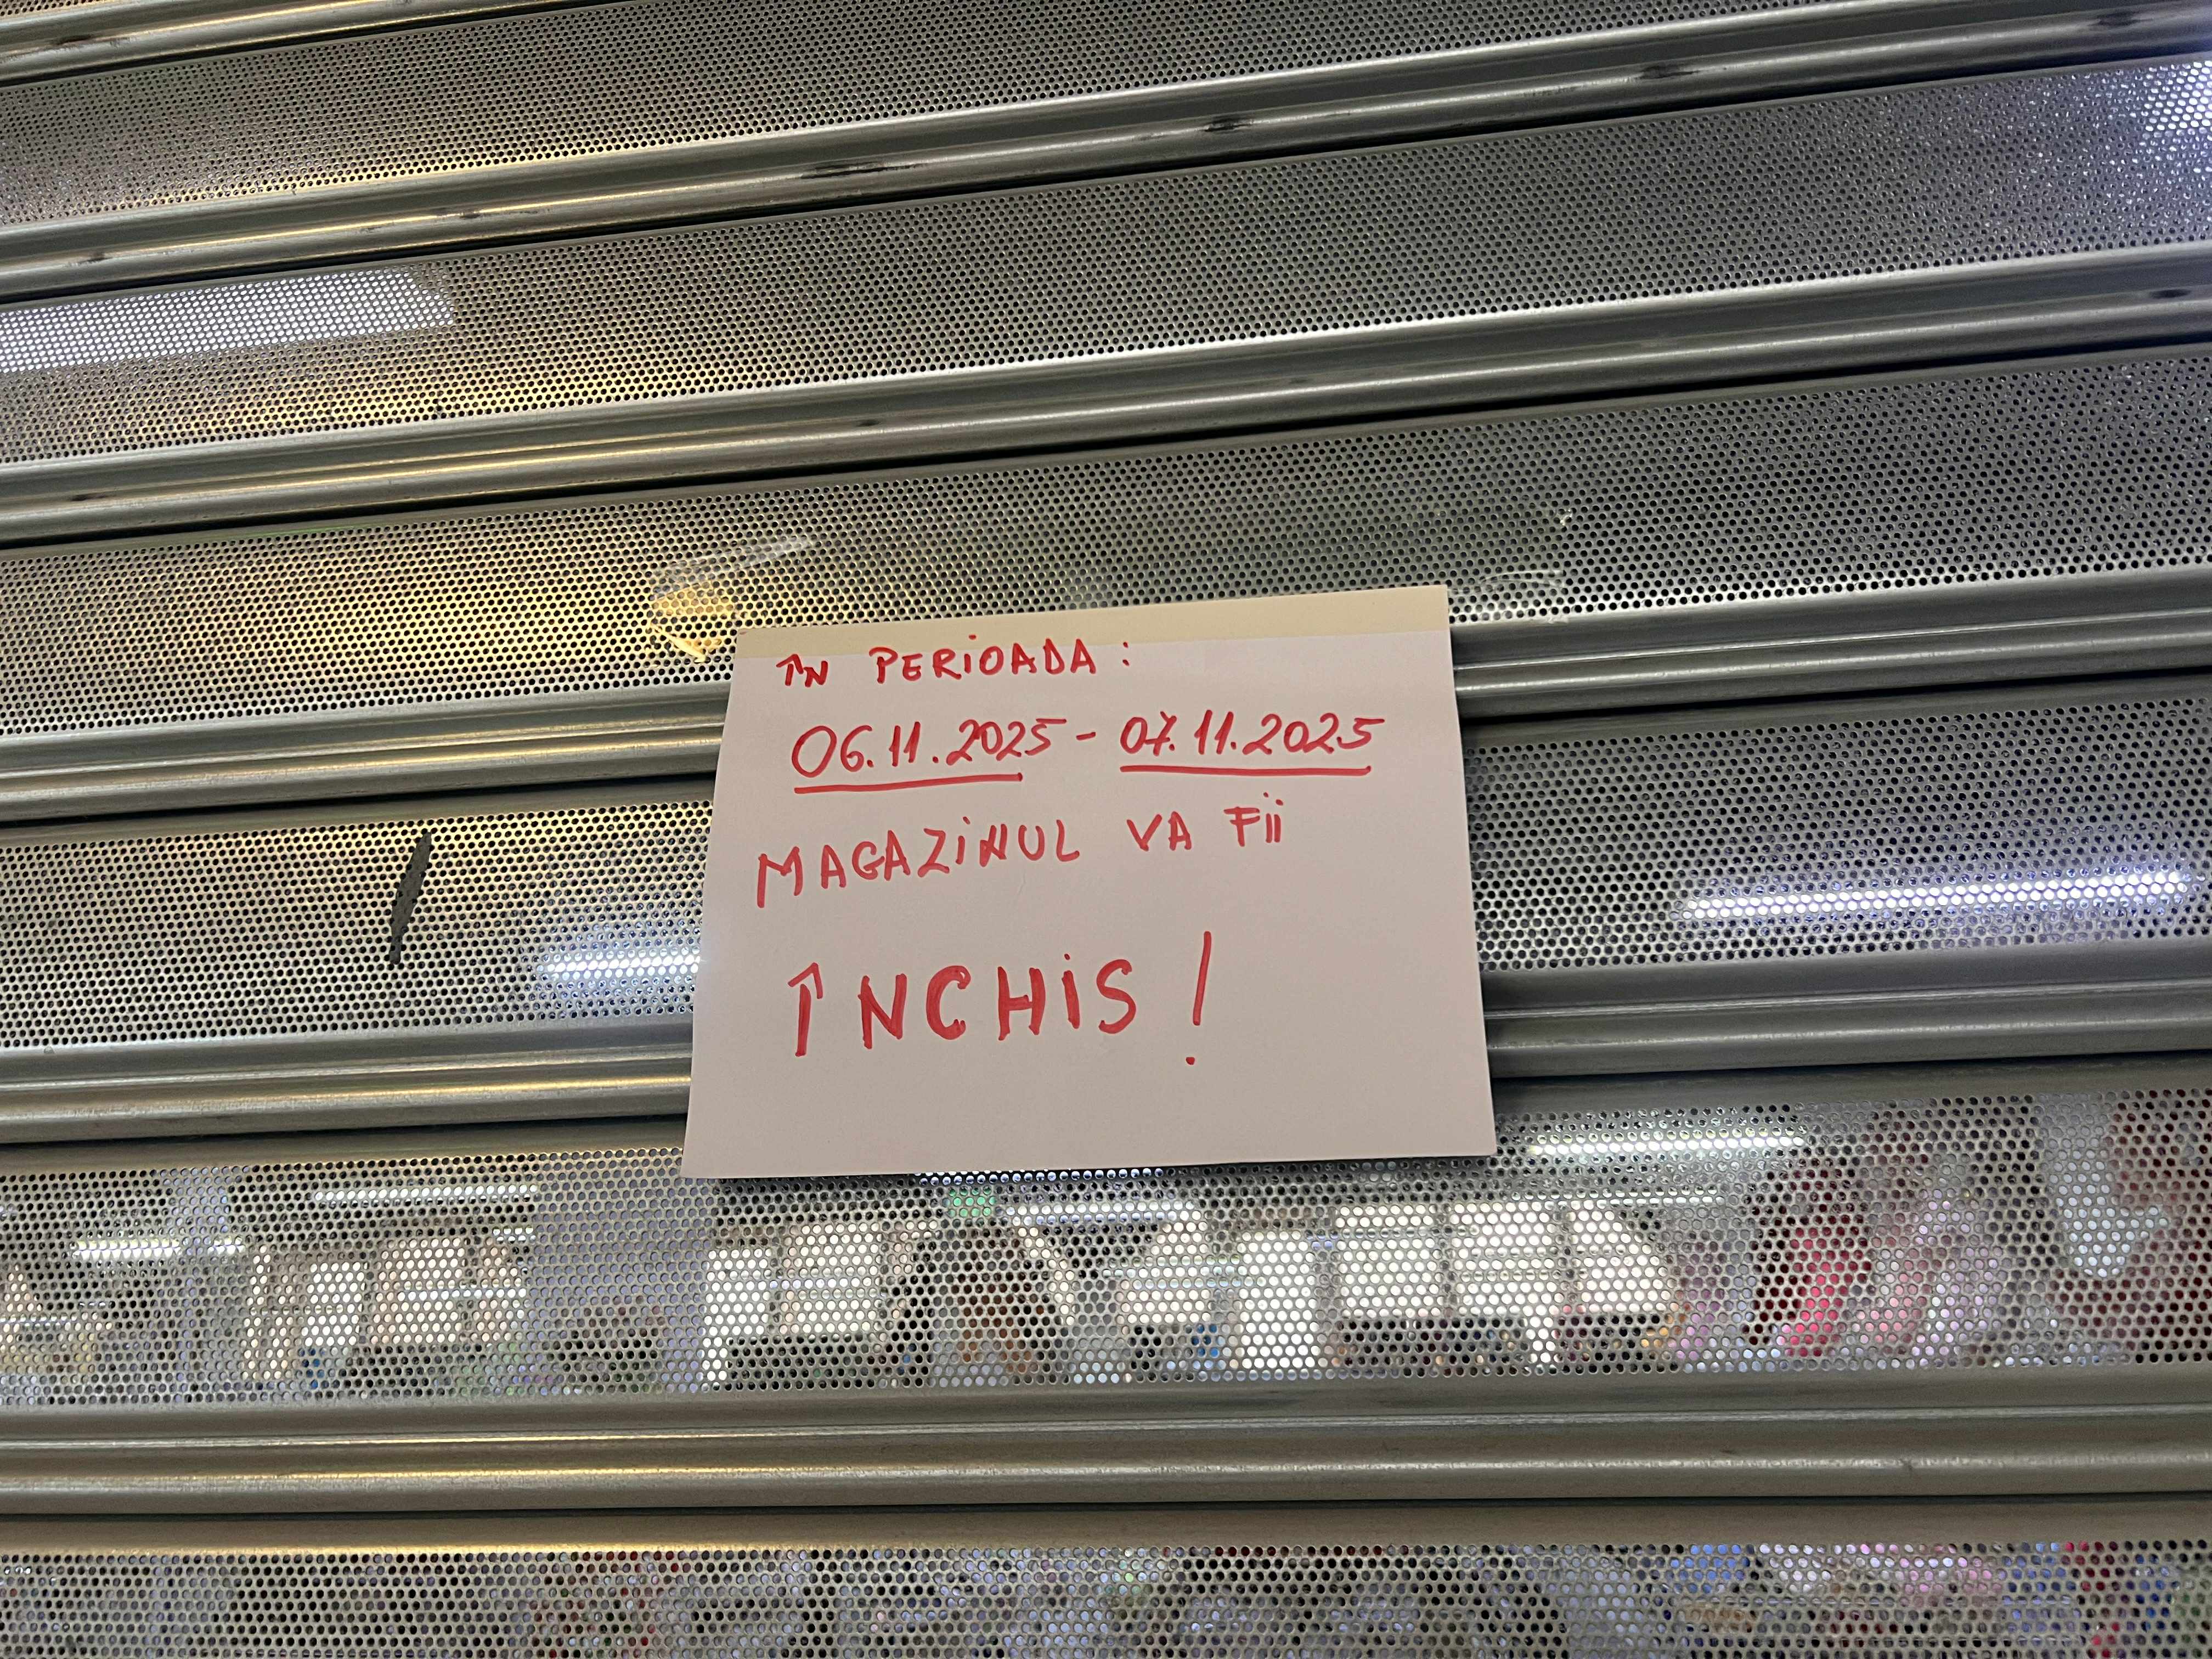 ÎN PERIOADA:
06.11.2025 - 07.11.2025
MAGAZINUL VA FII
ÎNCHIS!